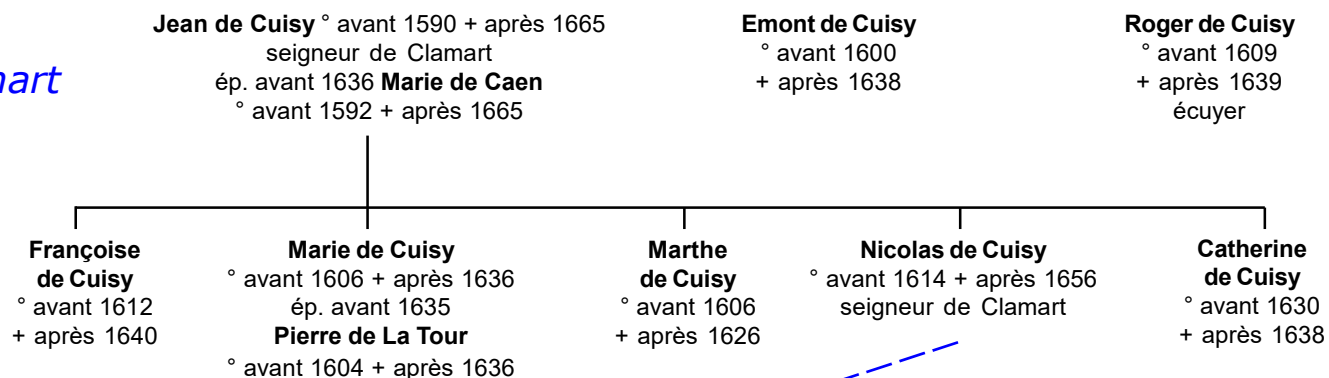 Jean de Cuisy ° avant 1590 + après 1665
seigneur de Clamart
ép. avant 1636 Marie de Caen
° avant 1592 + après 1665
Emont de Cuisy
° avant 1600
+ après 1638
Roger de Cuisy
° avant 1609
+ après 1639
écuyer
Françoise
de Cuisy
° avant 1612
+ après 1640
Marie de Cuisy
° avant 1606 + après 1636
ép. avant 1635
Pierre de La Tour
° avant 1604 + après 1636
Marthe
de Cuisy
° avant 1606
+ après 1626
Nicolas de Cuisy
° avant 1614 + après 1656
seigneur de Clamart
Catherine
de Cuisy
° avant 1630
+ après 1638